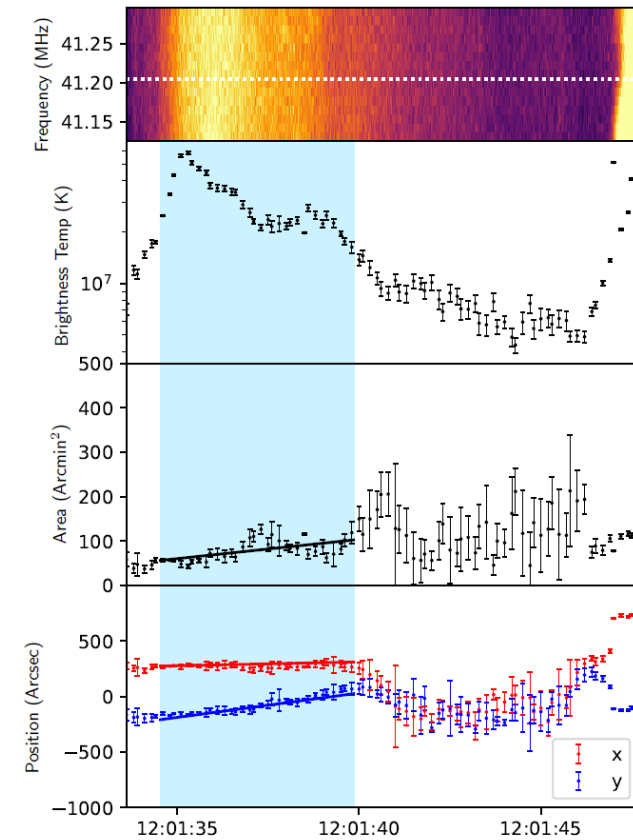 Frequency (MHz)
41.25
41.20
41.15
Brightness Temp (K)
10⁷
Area (Arcmin²)
500
400
300
200
100
0
Position (Arcsec)
500
0
−500
−1000
x
y
12:01:35
12:01:40
12:01:45